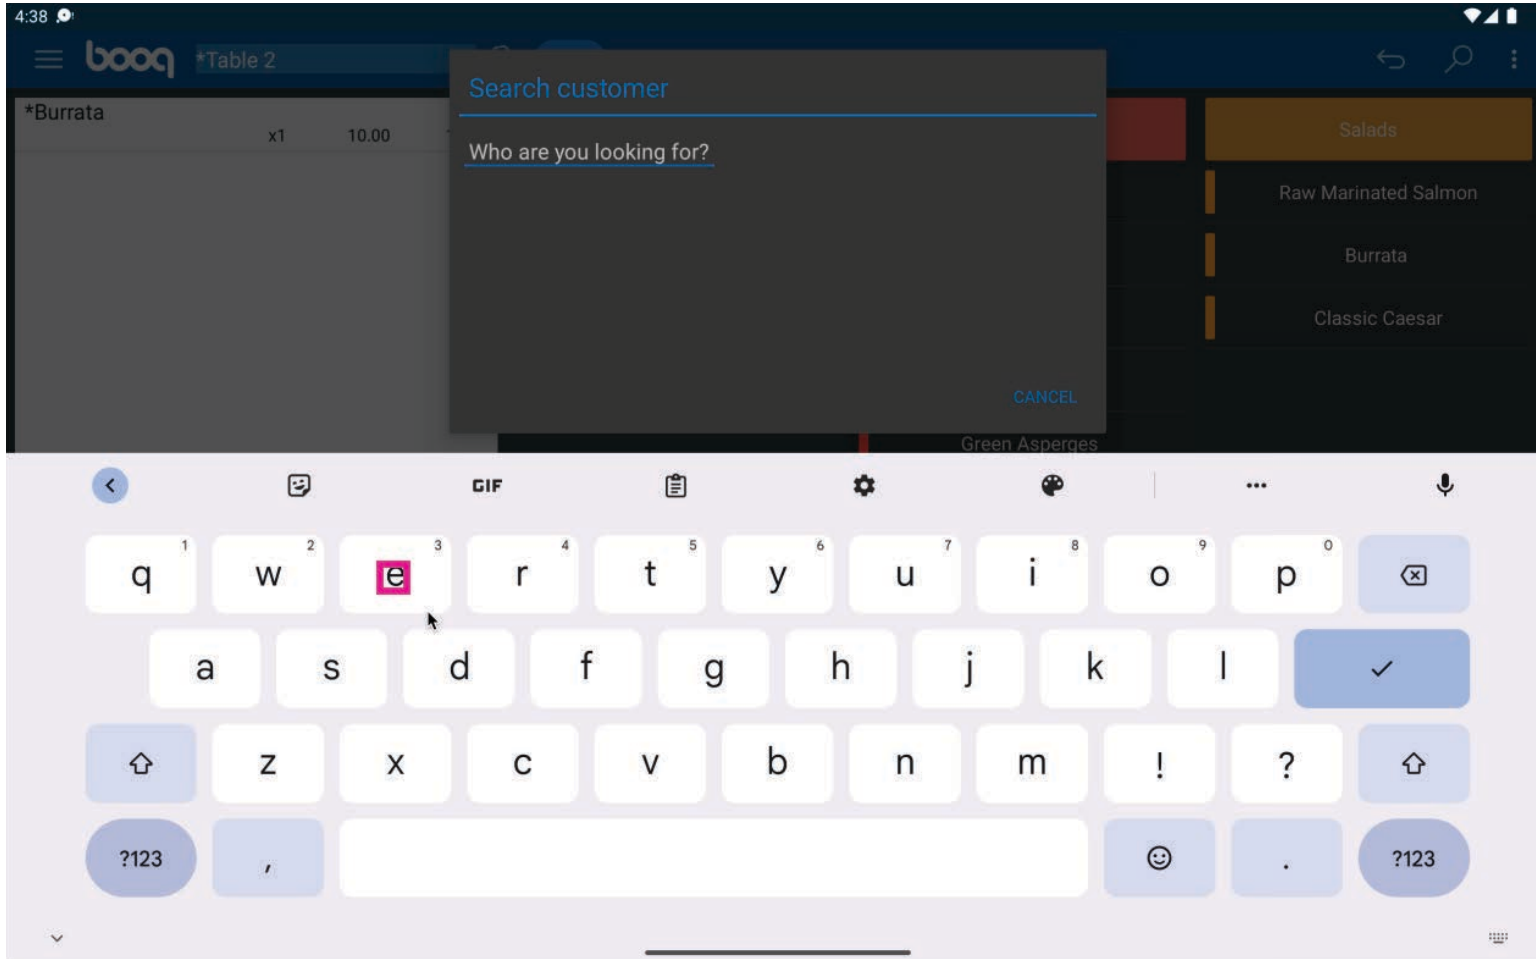 4:38
booq *Table 2
Search customer
*Burrata
x1 10.00
Who are you looking for?
Salads
Raw Marinated Salmon
Burrata
Classic Caesar
CANCEL
Green Asperges
GIF
q 1 w 2 e 3 r 4 t 5 y 6 u 7 i 8 o 9 p 0
a s d f g h j k l
z x c v b n m ! ?
?123 , . ?123